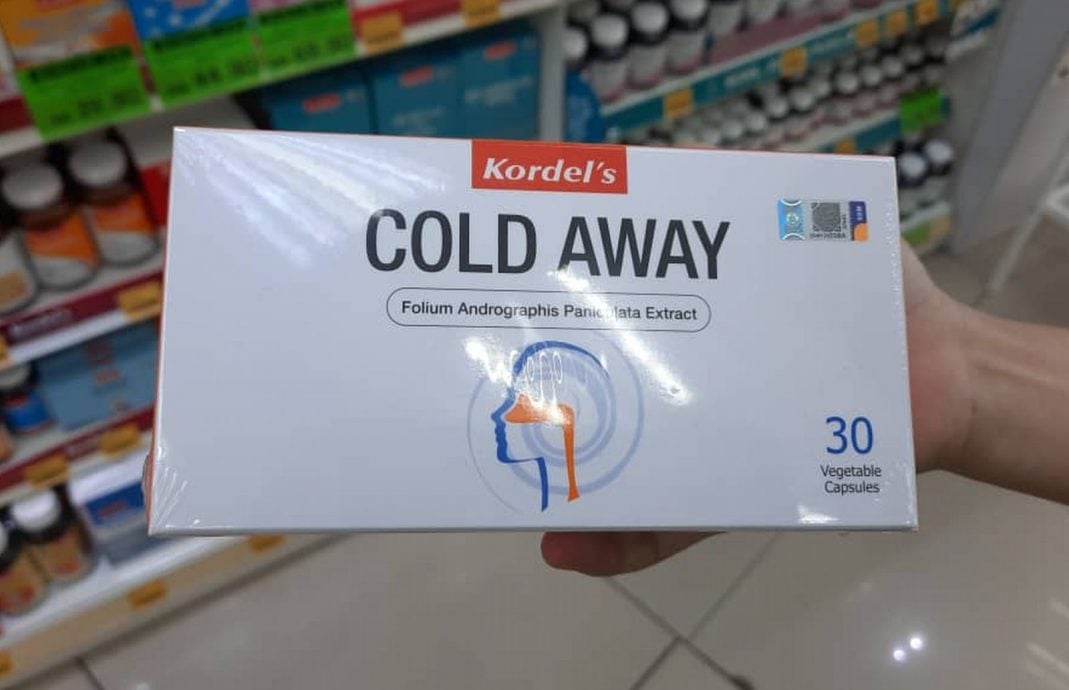 Kordel's
COLD AWAY
Folium Andrographis Paniculata Extract
30
Vegetable
Capsules